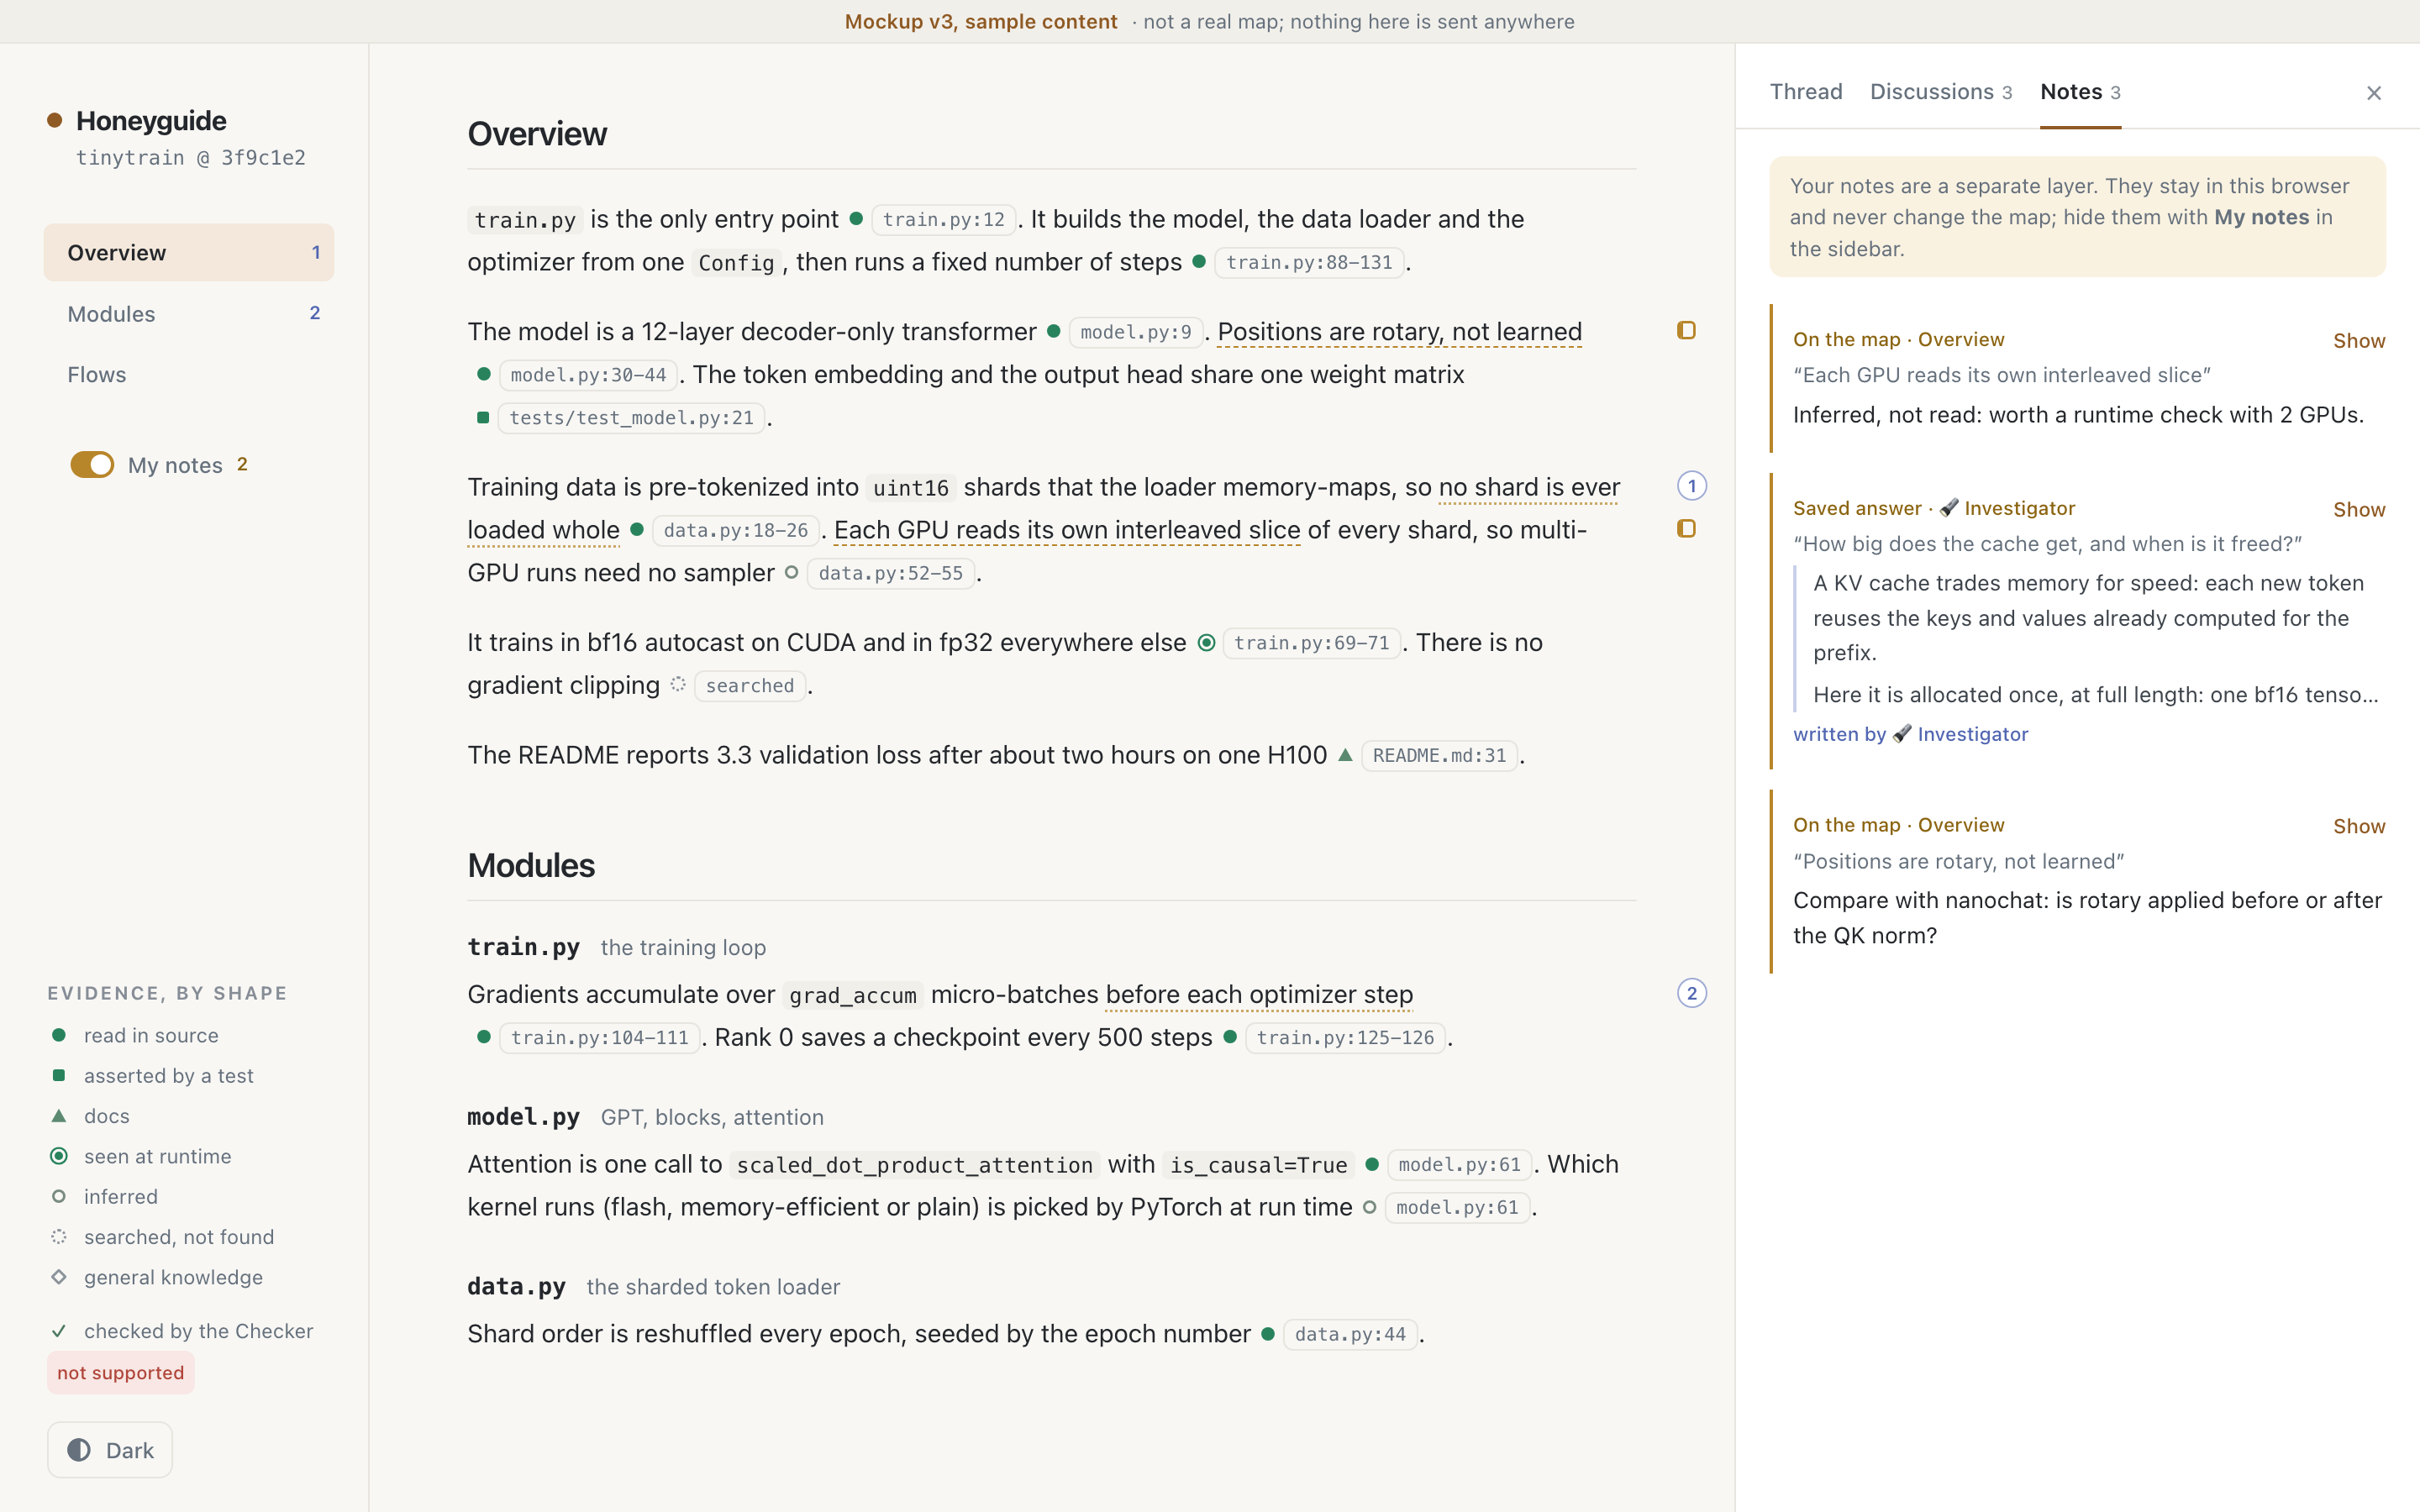 Mockup v3, sample content · not a real map; nothing here is sent anywhere
Honeyguide
tinytrain @ 3f9c1e2
Overview 1
Modules 2
Flows
My notes 2
EVIDENCE, BY SHAPE
read in source
asserted by a test
docs
seen at runtime
inferred
searched, not found
general knowledge
checked by the Checker
not supported
Dark
Overview
train.py is the only entry point train.py:12. It builds the model, the data loader and the
optimizer from one Config, then runs a fixed number of steps train.py:88–131.
The model is a 12-layer decoder-only transformer model.py:9. Positions are rotary, not learned
model.py:30–44. The token embedding and the output head share one weight matrix
tests/test_model.py:21.
Training data is pre-tokenized into uint16 shards that the loader memory-maps, so no shard is ever 1
loaded whole data.py:18–26. Each GPU reads its own interleaved slice of every shard, so multi-
GPU runs need no sampler data.py:52–55.
It trains in bf16 autocast on CUDA and in fp32 everywhere else train.py:69–71. There is no
gradient clipping searched.
The README reports 3.3 validation loss after about two hours on one H100 README.md:31.
Modules
train.py the training loop
Gradients accumulate over grad_accum micro-batches before each optimizer step 2
train.py:104–111. Rank 0 saves a checkpoint every 500 steps train.py:125–126.
model.py GPT, blocks, attention
Attention is one call to scaled_dot_product_attention with is_causal=True model.py:61. Which
kernel runs (flash, memory-efficient or plain) is picked by PyTorch at run time model.py:61.
data.py the sharded token loader
Shard order is reshuffled every epoch, seeded by the epoch number data.py:44.
Thread Discussions 3 Notes 3 ×
Your notes are a separate layer. They stay in this browser
and never change the map; hide them with My notes in
the sidebar.
On the map · Overview Show
“Each GPU reads its own interleaved slice”
Inferred, not read: worth a runtime check with 2 GPUs.
Saved answer · Investigator Show
“How big does the cache get, and when is it freed?”
A KV cache trades memory for speed: each new token
reuses the keys and values already computed for the
prefix.
Here it is allocated once, at full length: one bf16 tenso…
written by Investigator
On the map · Overview Show
“Positions are rotary, not learned”
Compare with nanochat: is rotary applied before or after
the QK norm?